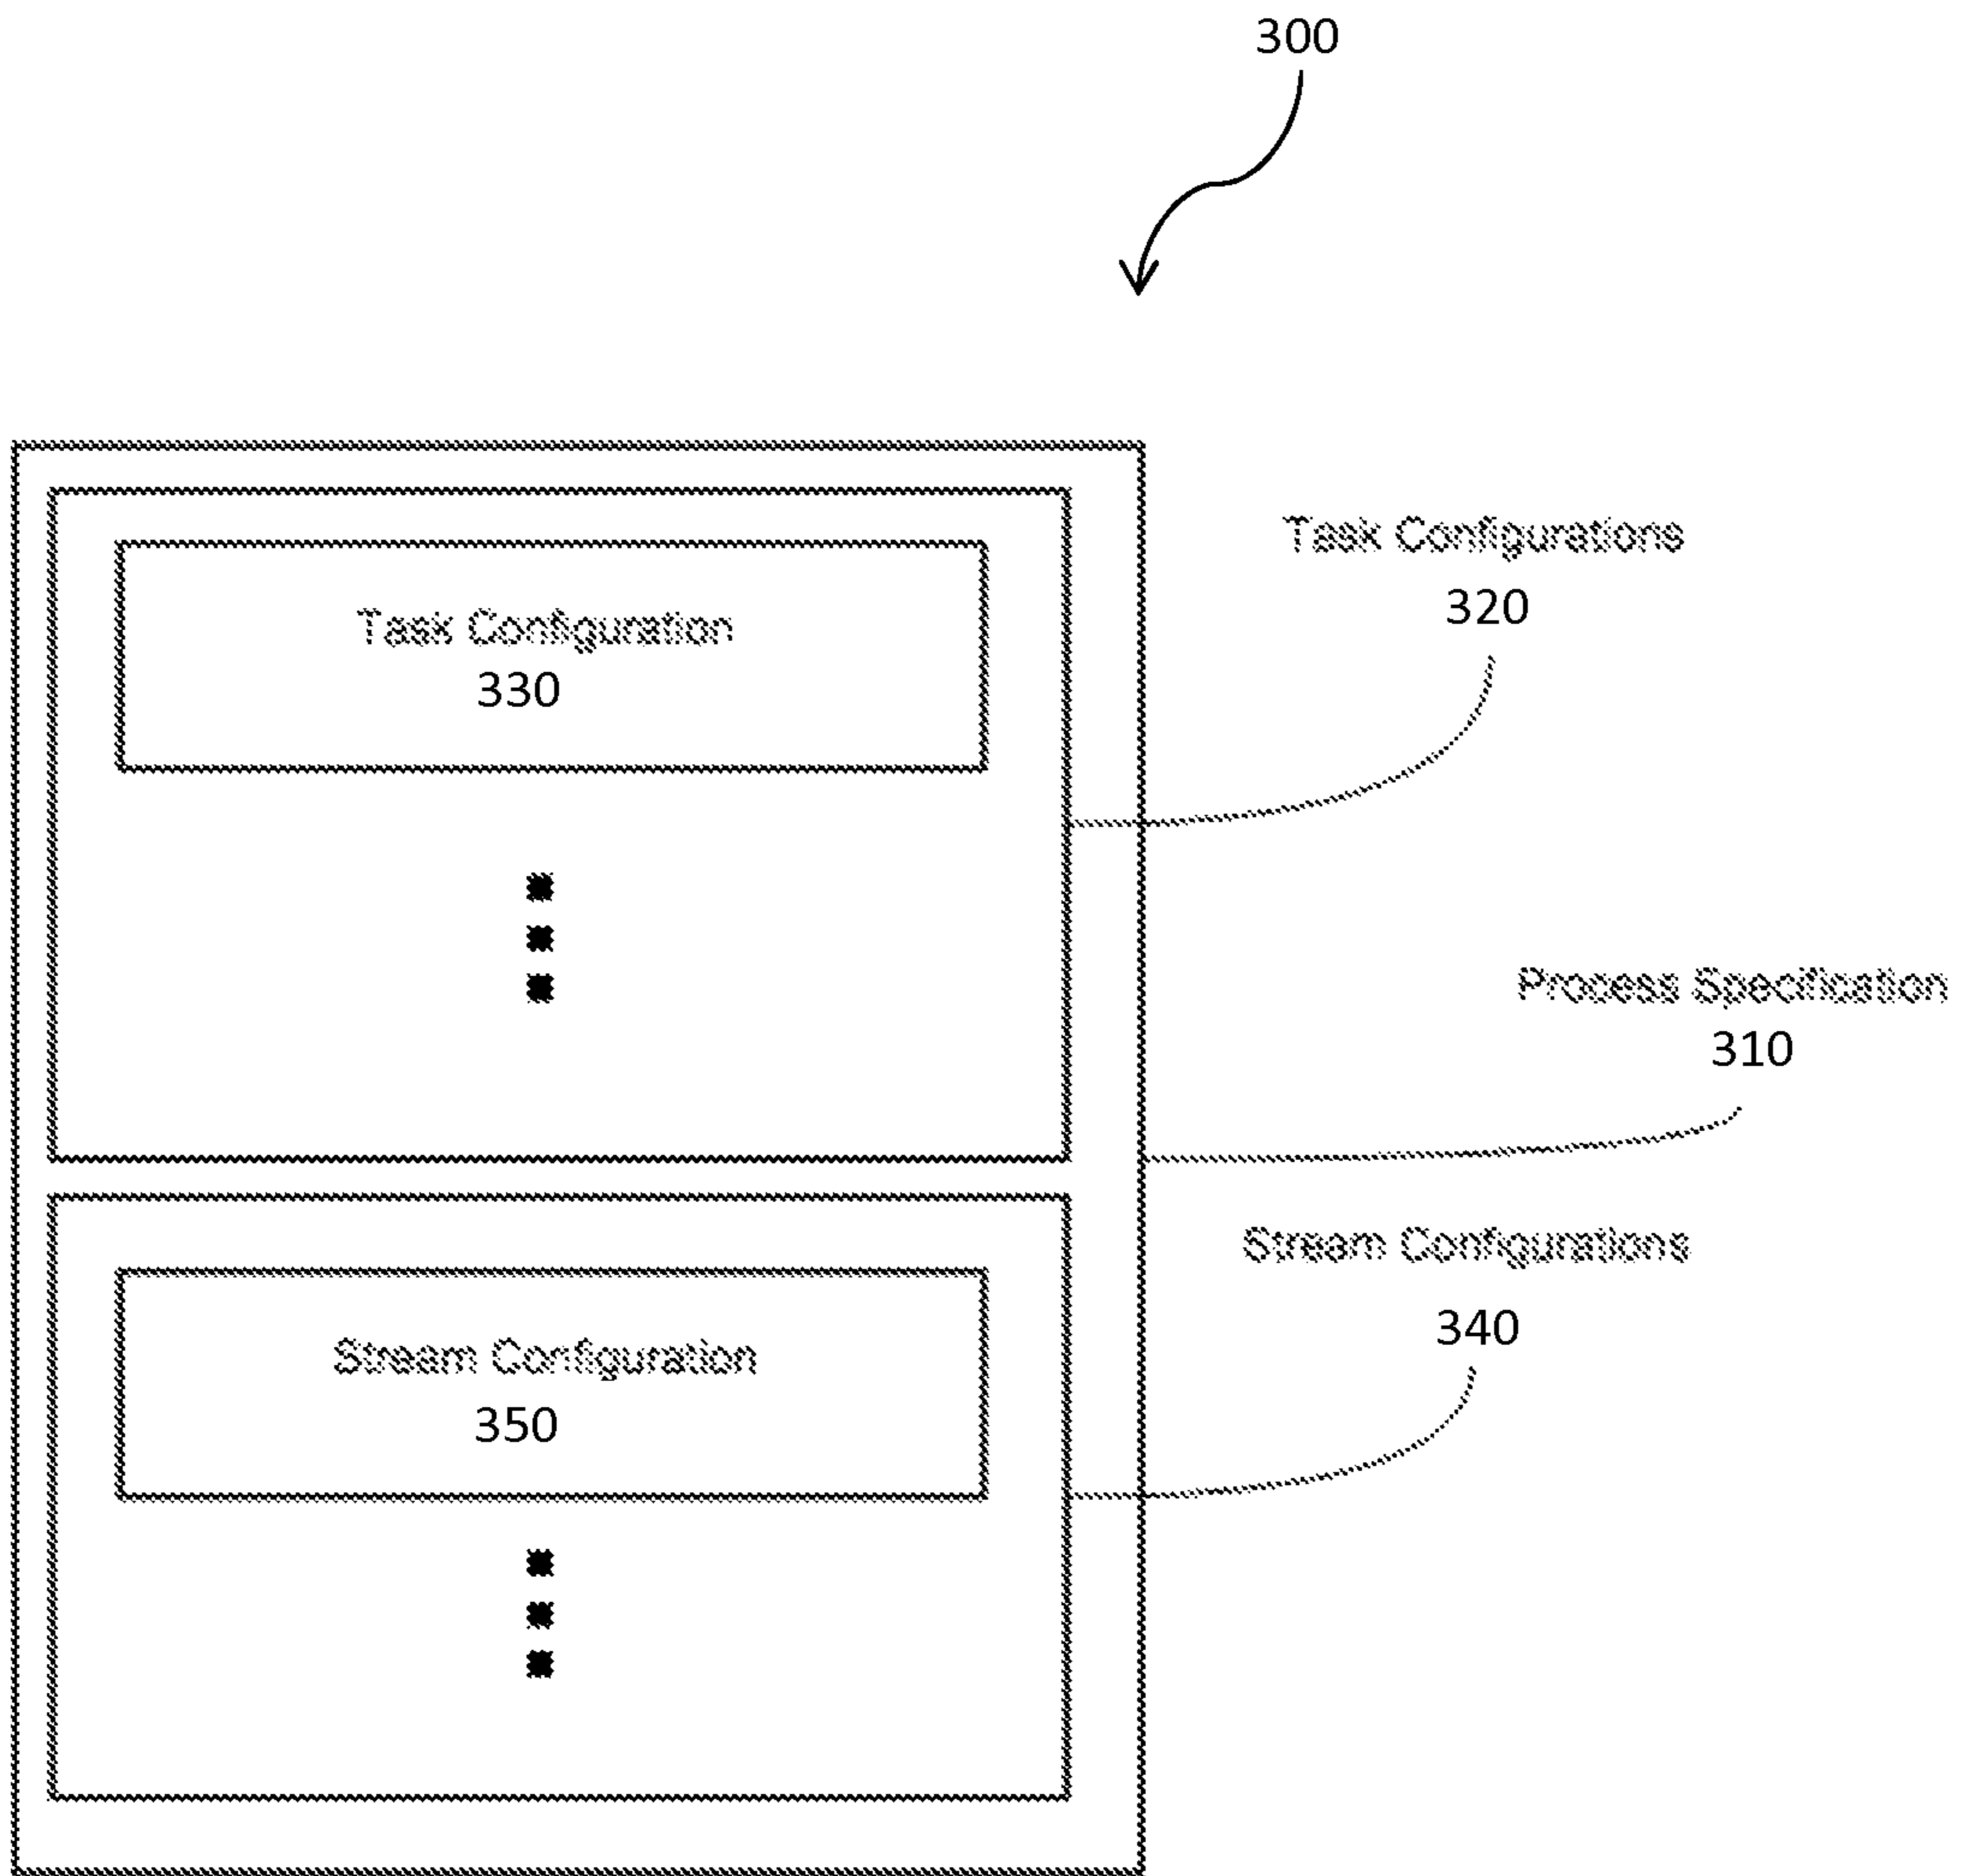 300
Task Configurations
320
Task Configuration
330
Process Specification
310
Stream Configurations
340
Stream Configuration
350